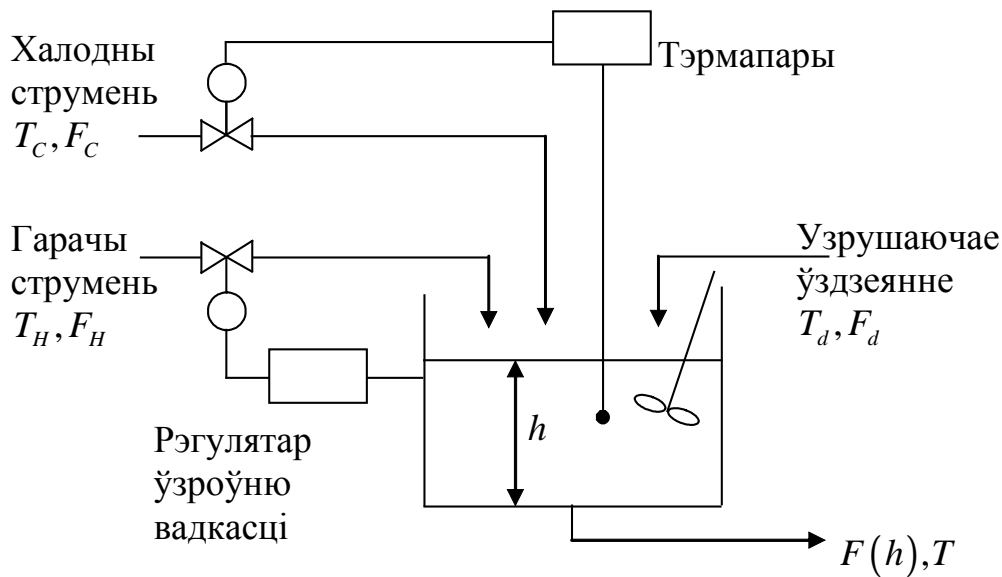 Халодны
струмень
T_C, F_C
Тэрмапары
Гарачы
струмень
T_H, F_H
Узрушаючае
ўздзеянне
T_d, F_d
h
Рэгулятар
ўзроўню
вадкасці
F(h),T